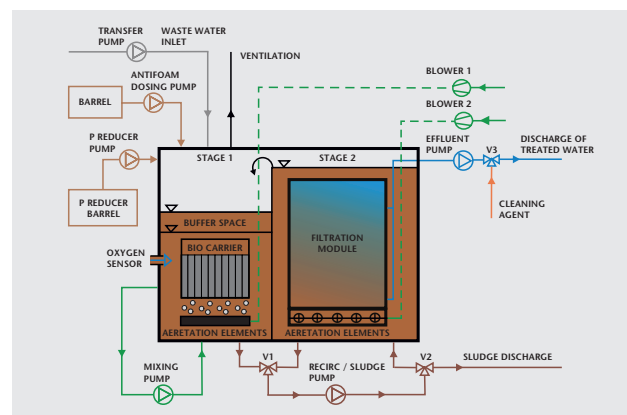 TRANSFER
PUMP
WASTE WATER
INLET
VENTILATION
ANTIFOAM
DOSING PUMP
BARREL
P REDUCER
PUMP
P REDUCER
BARREL
BLOWER 1
BLOWER 2
EFFLUENT
PUMP
V3
DISCHARGE OF
TREATED WATER
CLEANING
AGENT
STAGE 1
STAGE 2
BUFFER SPACE
OXYGEN
SENSOR
BIO CARRIER
FILTRATION
MODULE
AERETATION ELEMENTS
AERETATION ELEMENTS
MIXING
PUMP
V1
RECIRC / SLUDGE
PUMP
V2
SLUDGE DISCHARGE